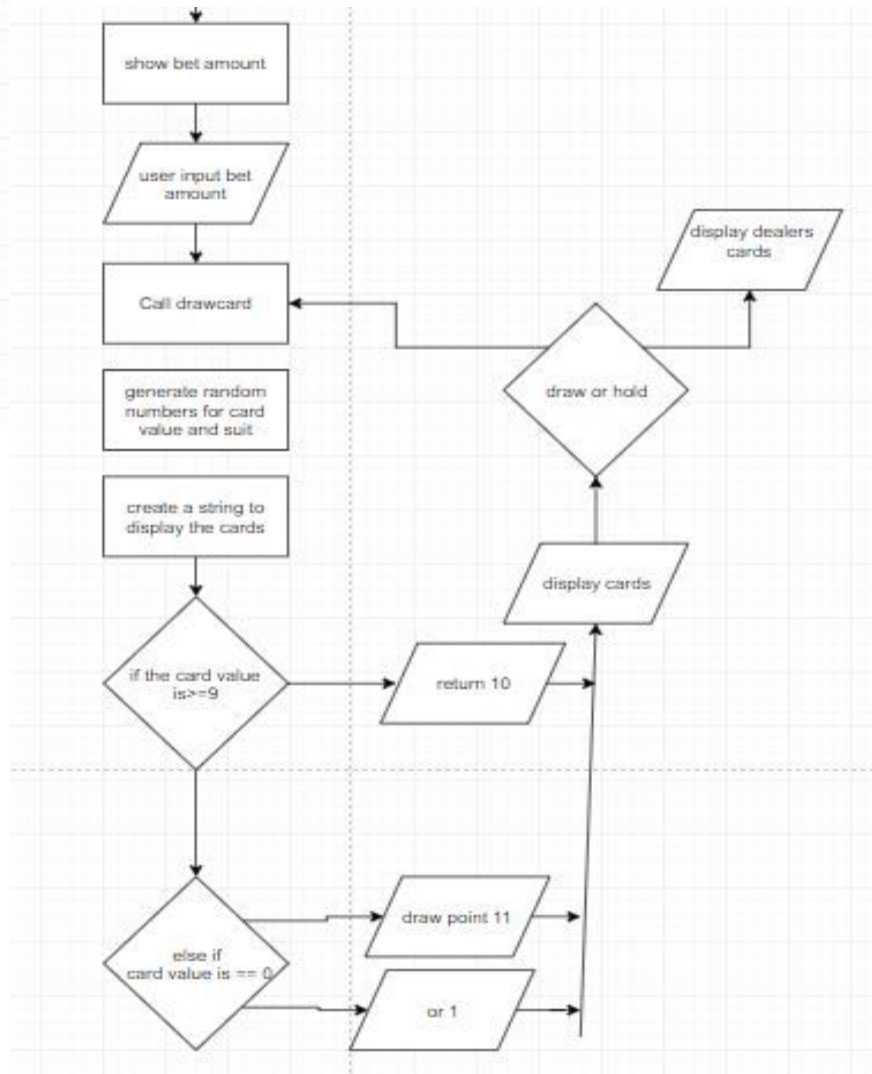 show bet amount
user input bet
amount
Call drawcard
generate random
numbers for card
value and suit
create a string to
display the cards
if the card value
is>=9
else if
card value is == 0
return 10
draw point 11
or 1
display cards
draw or hold
display dealers
cards